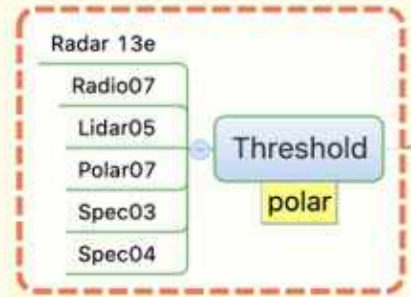 Radar 13e
Radio07
Lidar05
Polar07
Spec03
Spec04
Threshold
polar